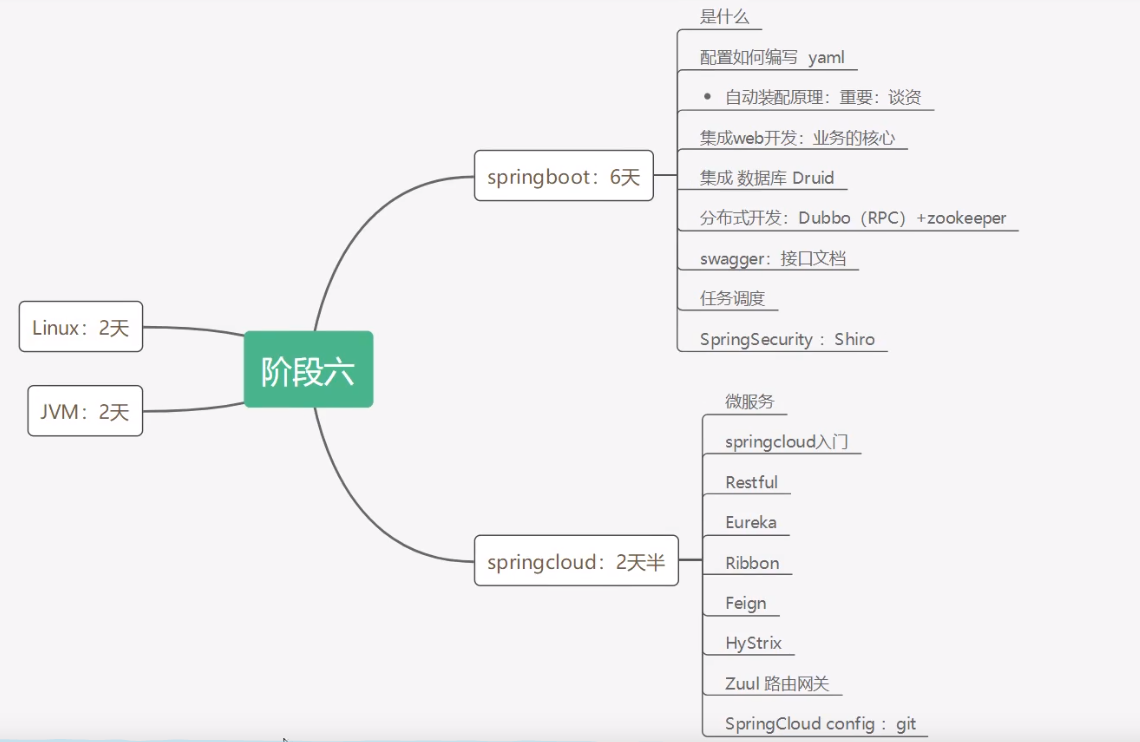 是什么
配置如何编写 yaml
自动装配原理：重要：谈资
集成web开发：业务的核心
集成 数据库 Druid
分布式开发：Dubbo（RPC）+zookeeper
swagger：接口文档
任务调度
SpringSecurity ：Shiro
springboot：6天
Linux：2天
阶段六
JVM：2天
微服务
springcloud入门
Restful
Eureka
Ribbon
Feign
HyStrix
Zuul 路由网关
SpringCloud config ：git
springcloud：2天半